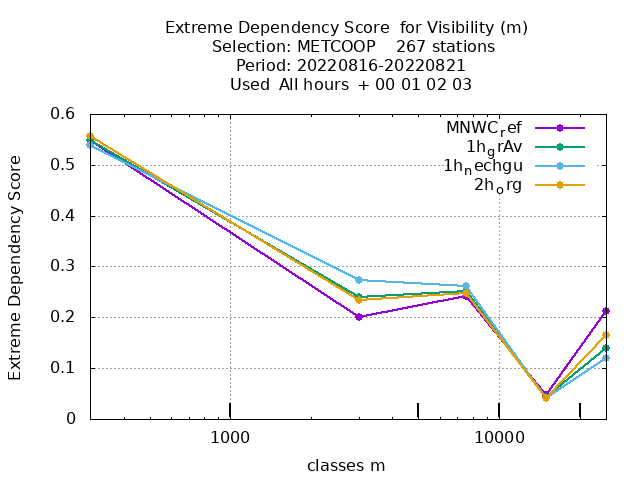 Extreme Dependency Score  for Visibility (m)
Selection: METCOOP    267 stations
Period: 20220816-20220821
Used  All hours  + 00 01 02 03
MNWC_ref
1h_grAv
1h_nechgu
2h_org
Extreme Dependency Score
0.6
0.5
0.4
0.3
0.2
0.1
0
1000
10000
classes m